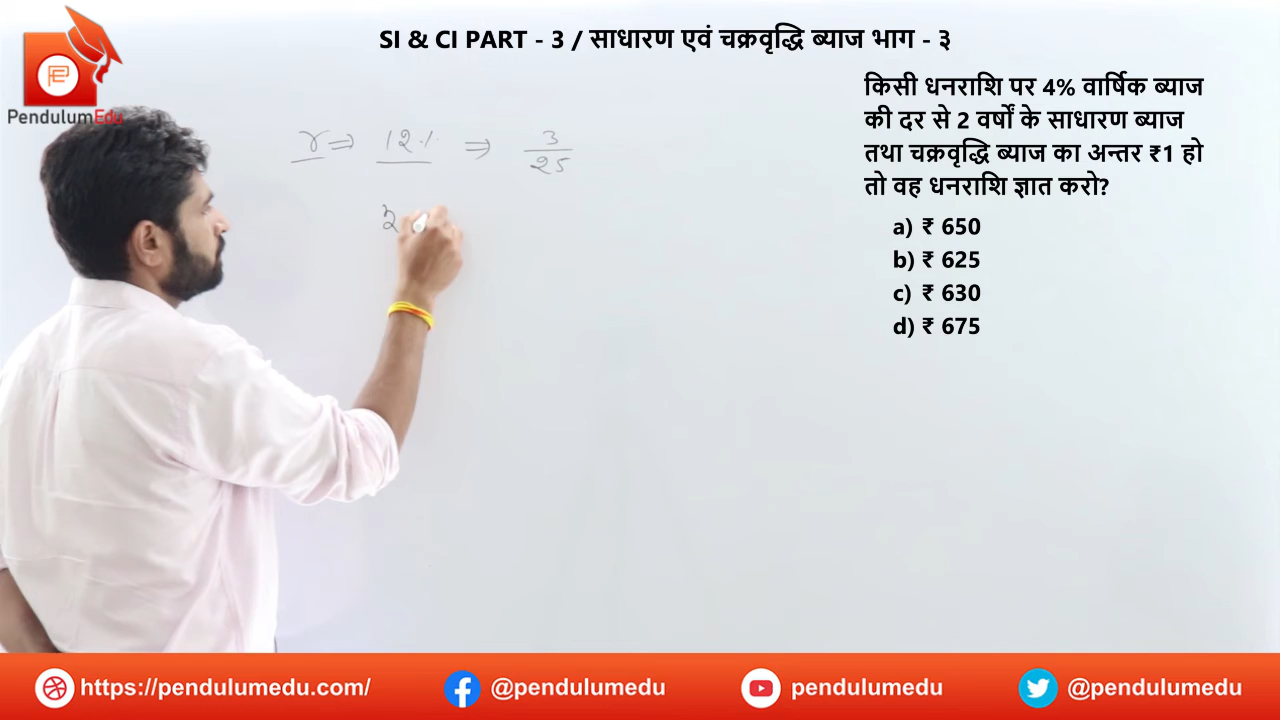 SI & CI PART - 3 / साधारण एवं चक्रवृद्धि ब्याज भाग - ३
PendulumEdu
किसी धनराशि पर 4% वार्षिक ब्याज
की दर से 2 वर्षों के साधारण ब्याज
तथा चक्रवृद्धि ब्याज का अन्तर ₹1 हो
तो वह धनराशि ज्ञात करो?
a) ₹ 650
b) ₹ 625
c) ₹ 630
d) ₹ 675
r ⇒ 12% ⇒ 3/25
https://pendulumedu.com/ @pendulumedu pendulumedu @pendulumedu